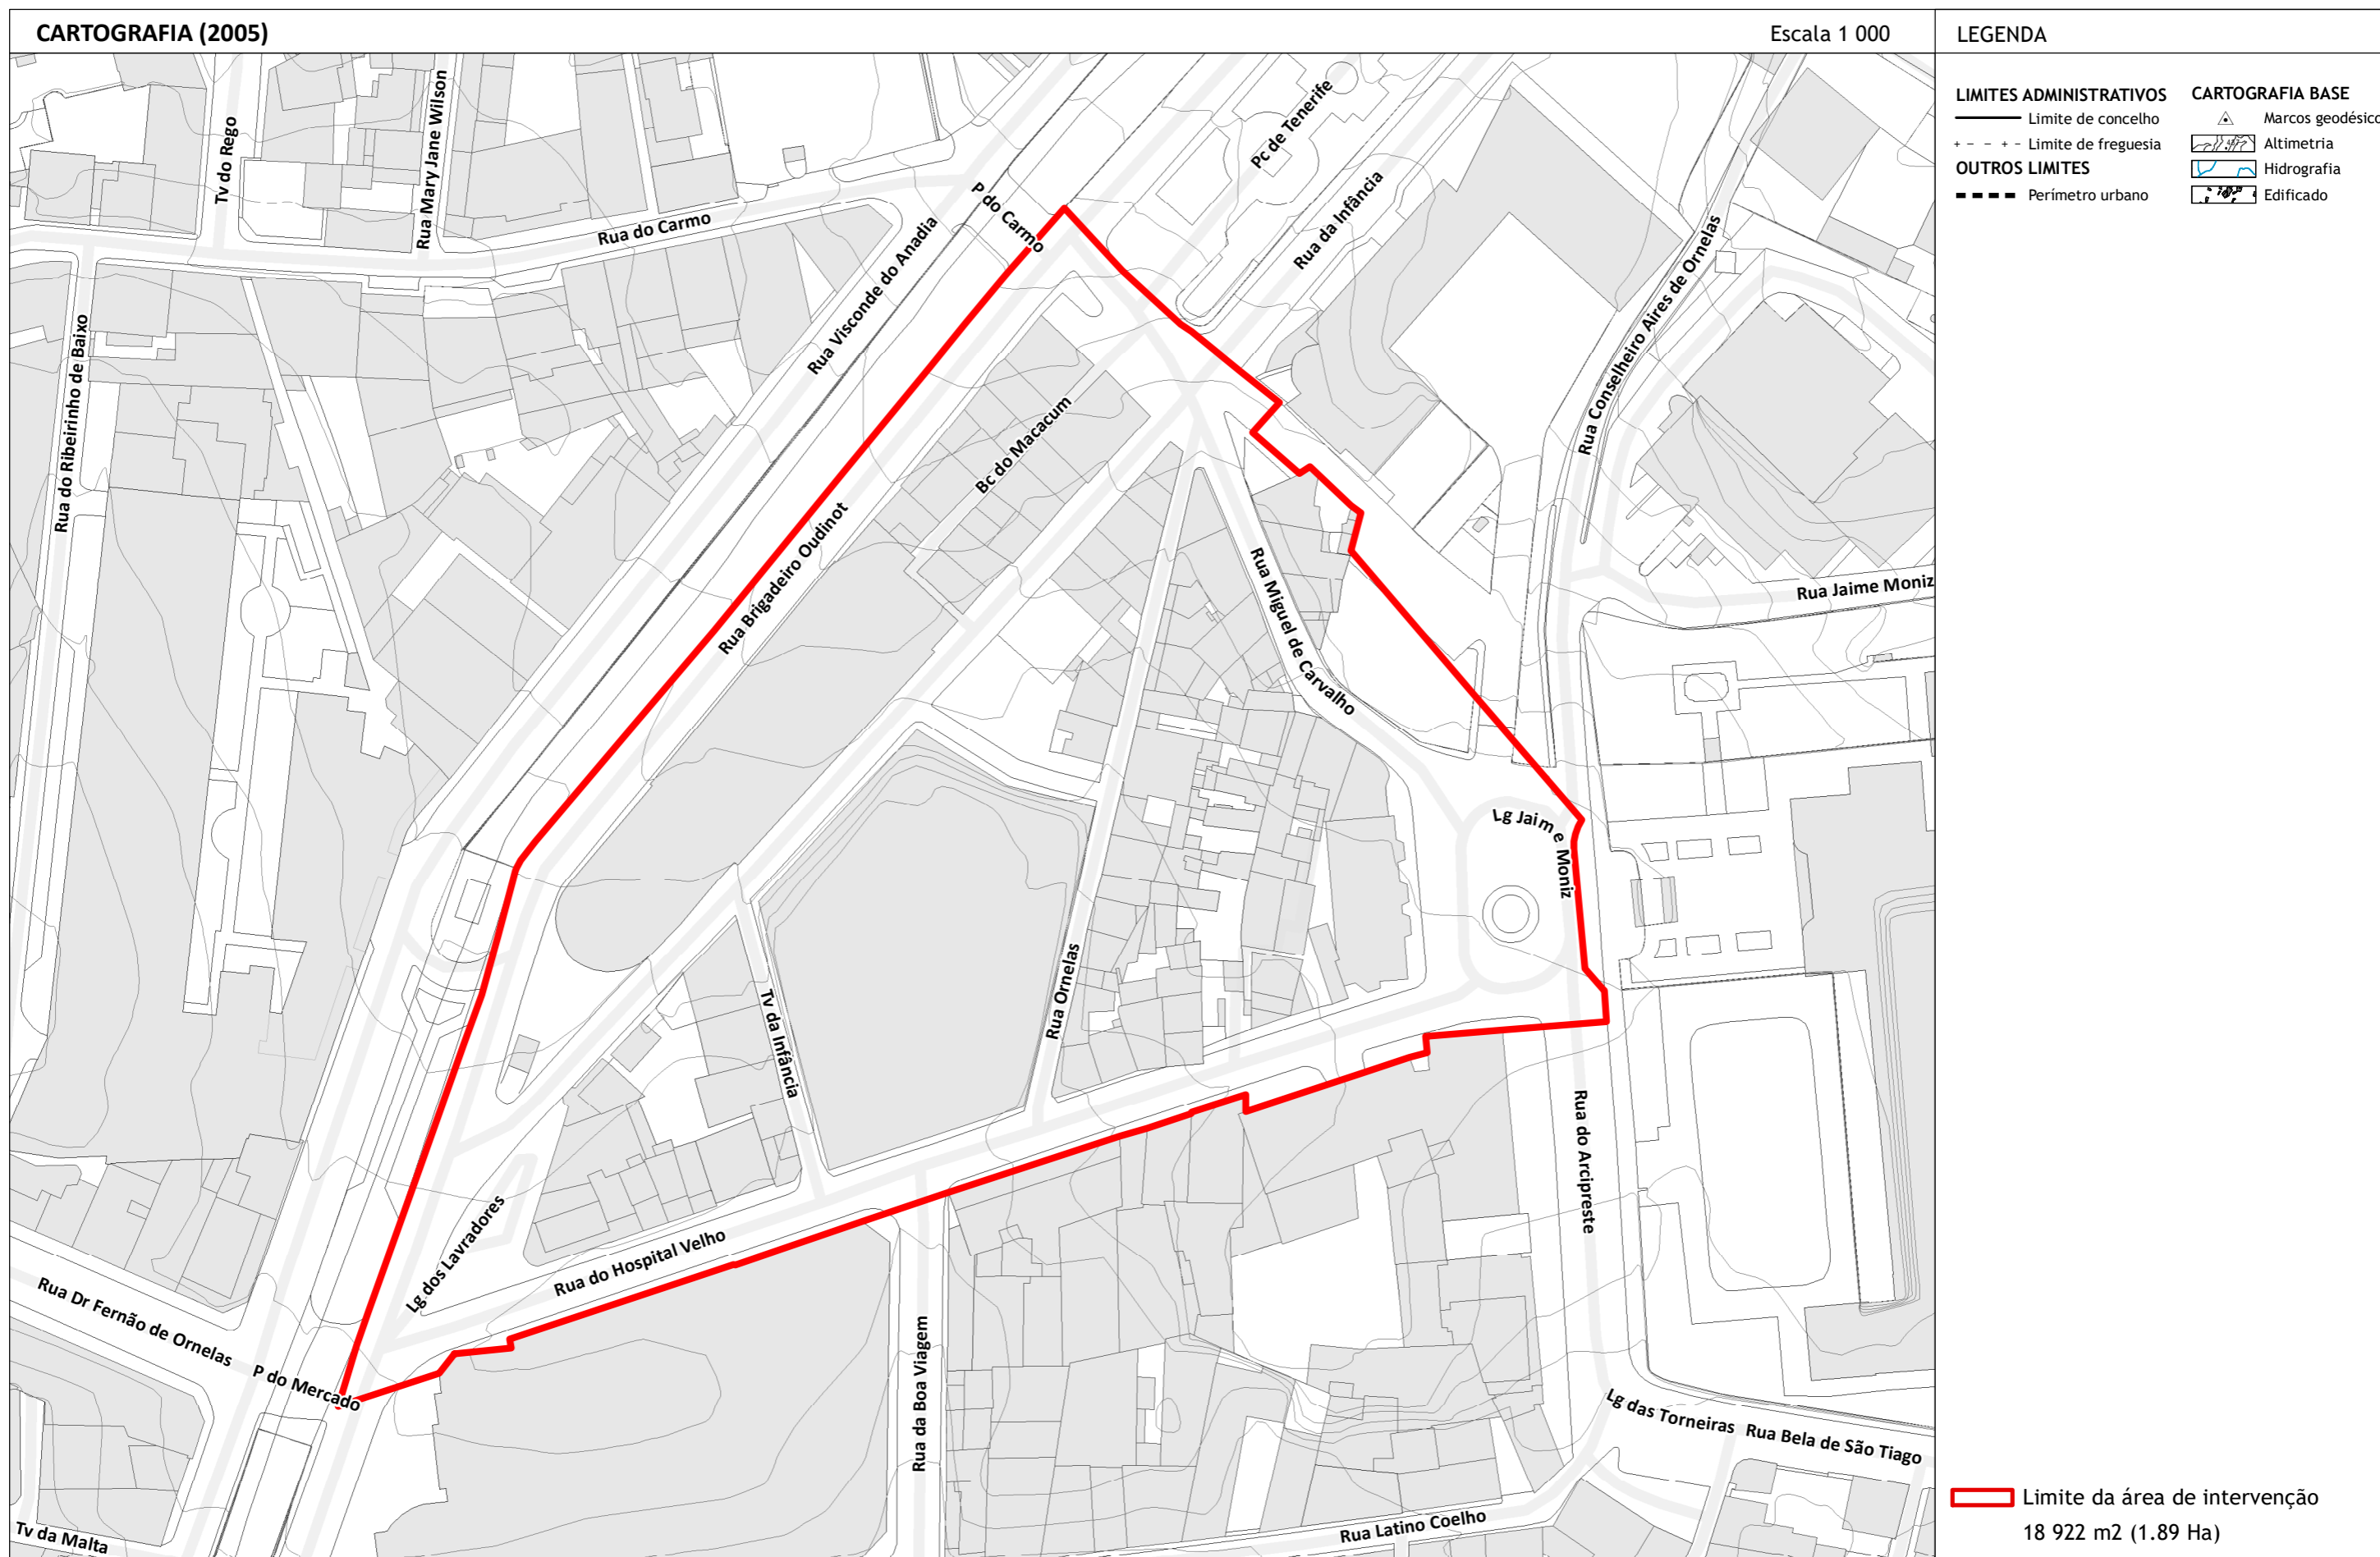 CARTOGRAFIA (2005)
Escala 1 000
LEGENDA
LIMITES ADMINISTRATIVOS
Limite de concelho
Limite de freguesia
OUTROS LIMITES
Perímetro urbano
CARTOGRAFIA BASE
Marcos geodésico
Altimetria
Hidrografia
Edificado
Tv do Rego
Rua Mary Jane Wilson
Rua do Carmo
P do Carmo
Pc de Tenerife
Rua da Infância
Rua Visconde do Anadia
Rua Conselheiro Aires de Ornelas
Rua do Ribeirinho de Baixo
Bc do Macacum
Rua Brigadeiro Oudinot
Rua Miguel de Carvalho
Rua Jaime Moniz
Lg Jaime Moniz
Rua Ornelas
Tv da Infância
Rua do Arcipreste
Lg dos Lavradores
Rua do Hospital Velho
Rua Dr Fernão de Ornelas
P do Mercado
Rua da Boa Viagem
Lg das Torneiras
Rua Bela de São Tiago
Rua Latino Coelho
Tv da Malta
Limite da área de intervenção
18 922 m2 (1.89 Ha)